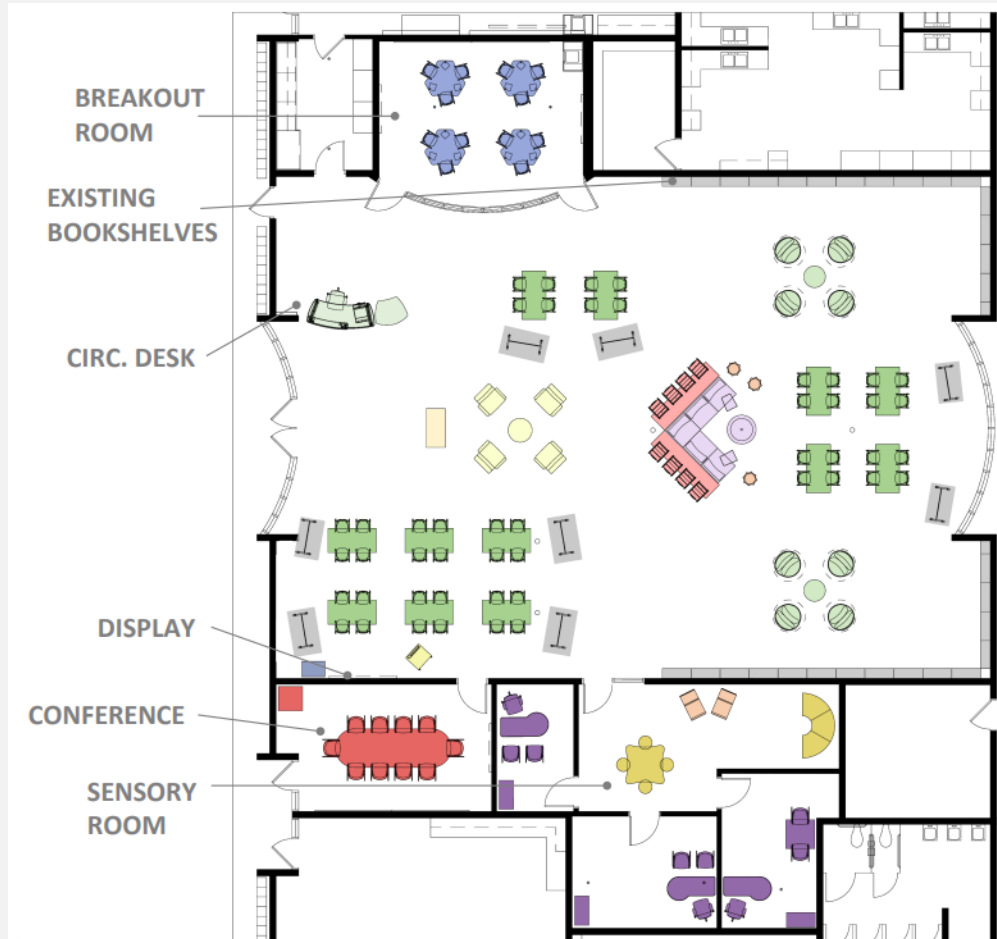 BREAKOUT
ROOM
EXISTING
BOOKSHELVES
CIRC. DESK
DISPLAY
CONFERENCE
SENSORY
ROOM